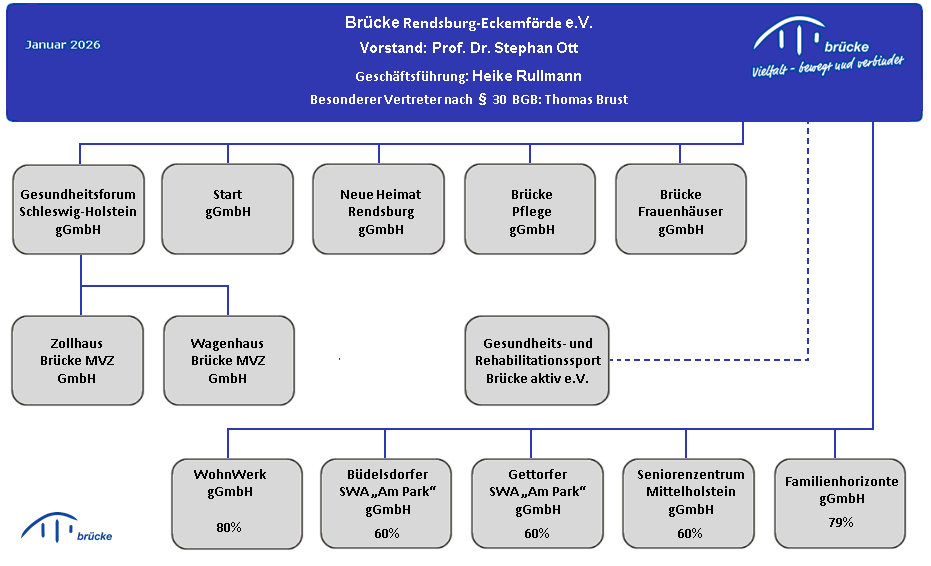 Brücke Rendsburg-Eckernförde e.V.
Januar 2026
Vorstand: Prof. Dr. Stephan Ott
brücke
Vielfalt - bewegt und verbindet
Geschäftsführung: Heike Rullmann
Besonderer Vertreter nach § 30 BGB: Thomas Brust
Gesundheitsforum
Schleswig-Holstein
gGmbH
Start
gGmbH
Neue Heimat
Rendsburg
gGmbH
Brücke
Pflege
gGmbH
Brücke
Frauenhäuser
gGmbH
Zollhaus
Brücke MVZ
GmbH
Wagenhaus
Brücke MVZ
GmbH
Gesundheits- und
Rehabilitationssport
Brücke aktiv e.V.
WohnWerk
gGmbH
80%
Büdelsdorfer
SWA „Am Park“
gGmbH
60%
Gettorfer
SWA „Am Park“
gGmbH
60%
Seniorenzentrum
Mittelholstein
gGmbH
60%
Familienhorizonte
gGmbH
79%
brücke